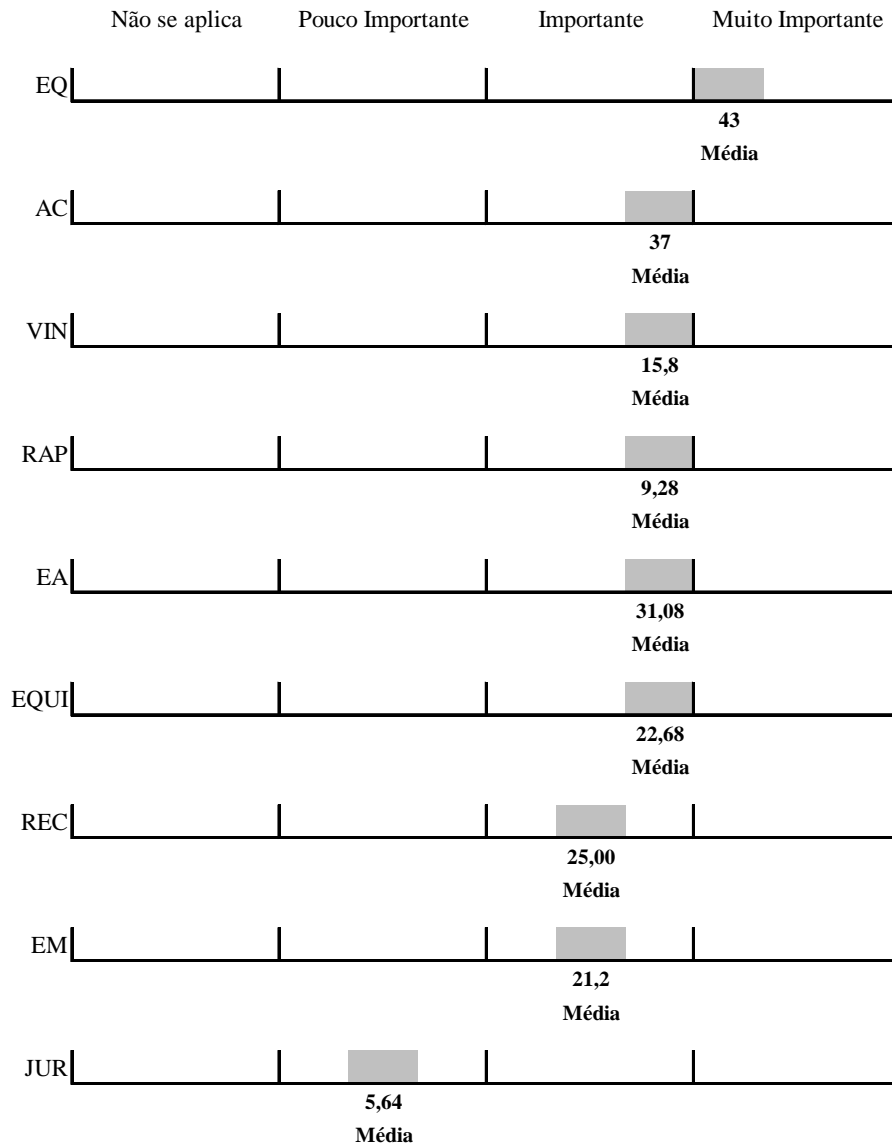 Não se aplica Pouco Importante Importante Muito Importante
EQ
43
Média
AC
37
Média
VIN
15,8
Média
RAP
9,28
Média
EA
31,08
Média
EQUI
22,68
Média
REC
25,00
Média
EM
21,2
Média
JUR
5,64
Média